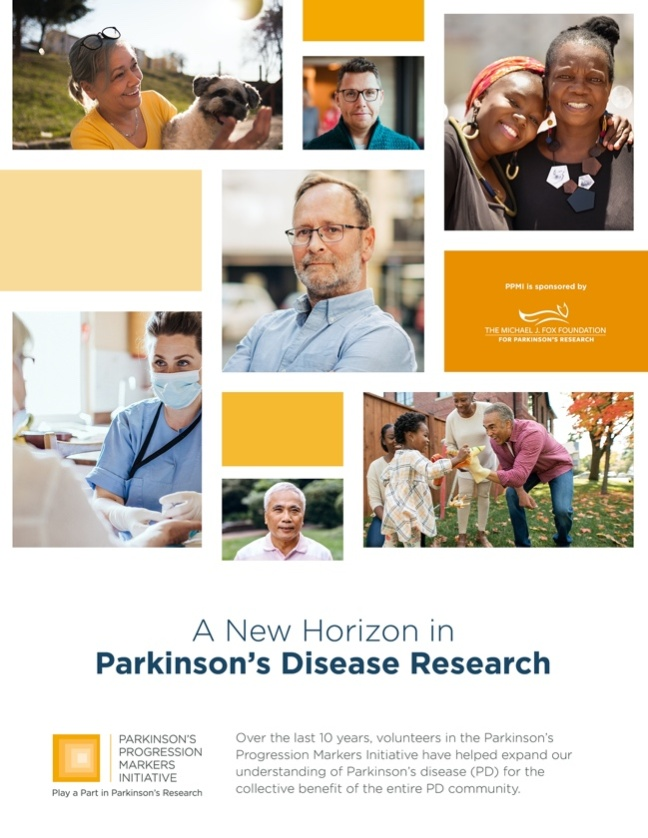 PPMI is sponsored by
THE MICHAEL J. FOX FOUNDATION
FOR PARKINSON'S RESEARCH
A New Horizon in
Parkinson's Disease Research
PARKINSON'S
PROGRESSION
MARKERS
INITIATIVE
Play a Part in Parkinson's Research
Over the last 10 years, volunteers in the Parkinson's
Progression Markers Initiative have helped expand our
understanding of Parkinson's disease (PD) for the
collective benefit of the entire PD community.